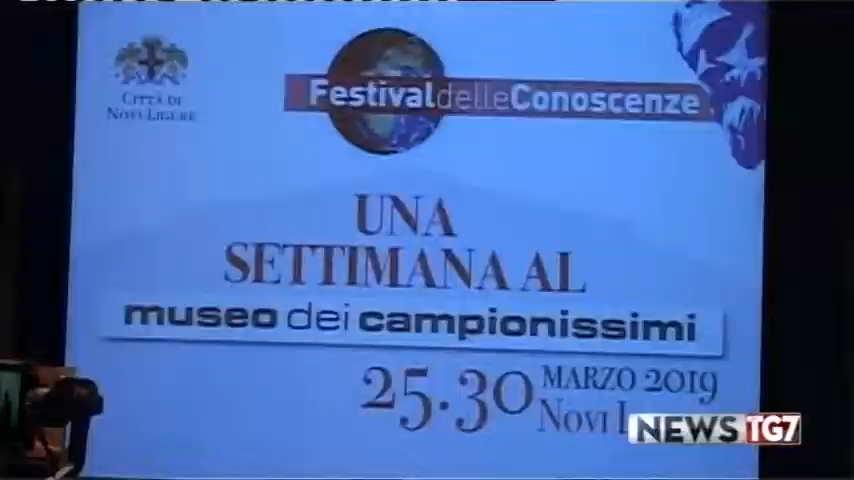 CITTÀ DI
NOVI LIGURE
FestivaldelleConoscenze
UNA
SETTIMANA AL
museo dei campionissimi
25.30 MARZO 2019
NOVI
NEWS TG7